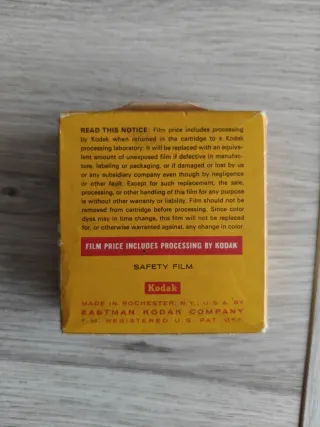 READ THIS NOTICE: Film price includes processing
by Kodak when returned in the cartridge to a Kodak
processing laboratory. It will be replaced with an equiva-
lent amount of unexposed film if defective in manufac-
ture, labeling or packaging, or if damaged or lost by us
or any subsidiary company even though by negligence
or other fault. Except for such replacement, the sale,
processing, or other handling of this film for any purpose
is without other warranty or liability. Film should not be
removed from cartridge before processing. Since color
dyes may in time change, this film will not be replaced
for, or otherwise warranted against, any change in color.
FILM PRICE INCLUDES PROCESSING BY KODAK
SAFETY FILM
Kodak
MADE IN ROCHESTER, N.Y., U.S.A. BY
EASTMAN KODAK COMPANY
T.M. REGISTERED U.S. PAT. OFF.